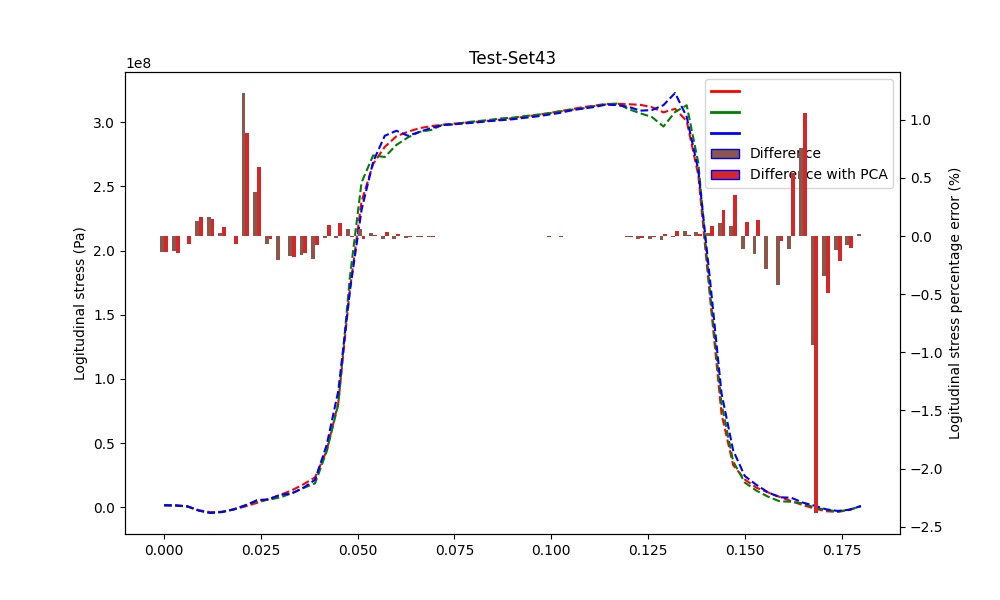 Test-Set43
1e8
Difference
Difference with PCA
Logitudinal stress (Pa)
Logitudinal stress percentage error (%)
3.0
2.5
2.0
1.5
1.0
0.5
0.0
1.0
0.5
0.0
−0.5
−1.0
−1.5
−2.0
−2.5
0.000 0.025 0.050 0.075 0.100 0.125 0.150 0.175